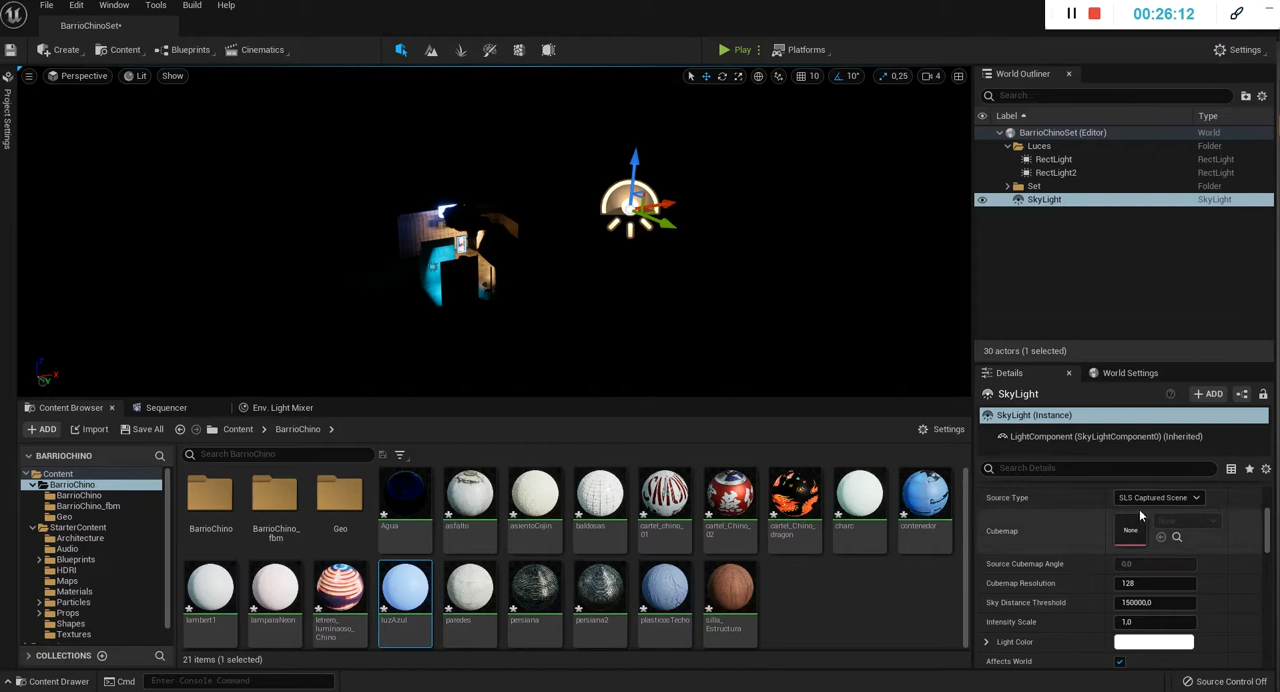 File Edit Window Tools Build Help
00:26:12
BarrioChinoSet•
Create Content Blueprints Cinematics Play Platforms Settings
Project Settings
Perspective Lit Show
10 10° 0,25 4
World Outliner
Search...
Label Type
BarrioChinoSet (Editor) World
Luces Folder
RectLight RectLight
RectLight2 RectLight
Set Folder
SkyLight SkyLight
30 actors (1 selected)
Details World Settings
SkyLight ADD
SkyLight (Instance)
LightComponent (SkyLightComponent0) (Inherited)
Search Details
Source Type SLS Captured Scene
Cubemap None None
Source Cubemap Angle 0,0
Cubemap Resolution 128
Sky Distance Threshold 150000,0
Intensity Scale 1,0
Light Color
Affects World
Content Browser Sequencer Env. Light Mixer
ADD Import Save All Content BarrioChino Settings
BARRIOCHINO
Content
BarrioChino
BarrioChino
BarrioChino_fbm
Geo
StarterContent
Architecture
Audio
Blueprints
HDRI
Maps
Materials
Particles
Props
Shapes
Textures
COLLECTIONS
Search BarrioChino
BarrioChino BarrioChino_fbm Geo Agua asfalto asientoCojin baldosas cartel_chino_01 cartel_chino_02 cartel_Chino_dragon charc contenedor
lambert1 lamparaNeon letrero_luminaoso_Chino luzAzul paredes persiana persiana2 plasticosTecho silla_Estructura
21 items (1 selected)
Content Drawer Cmd Enter Console Command Source Control Off